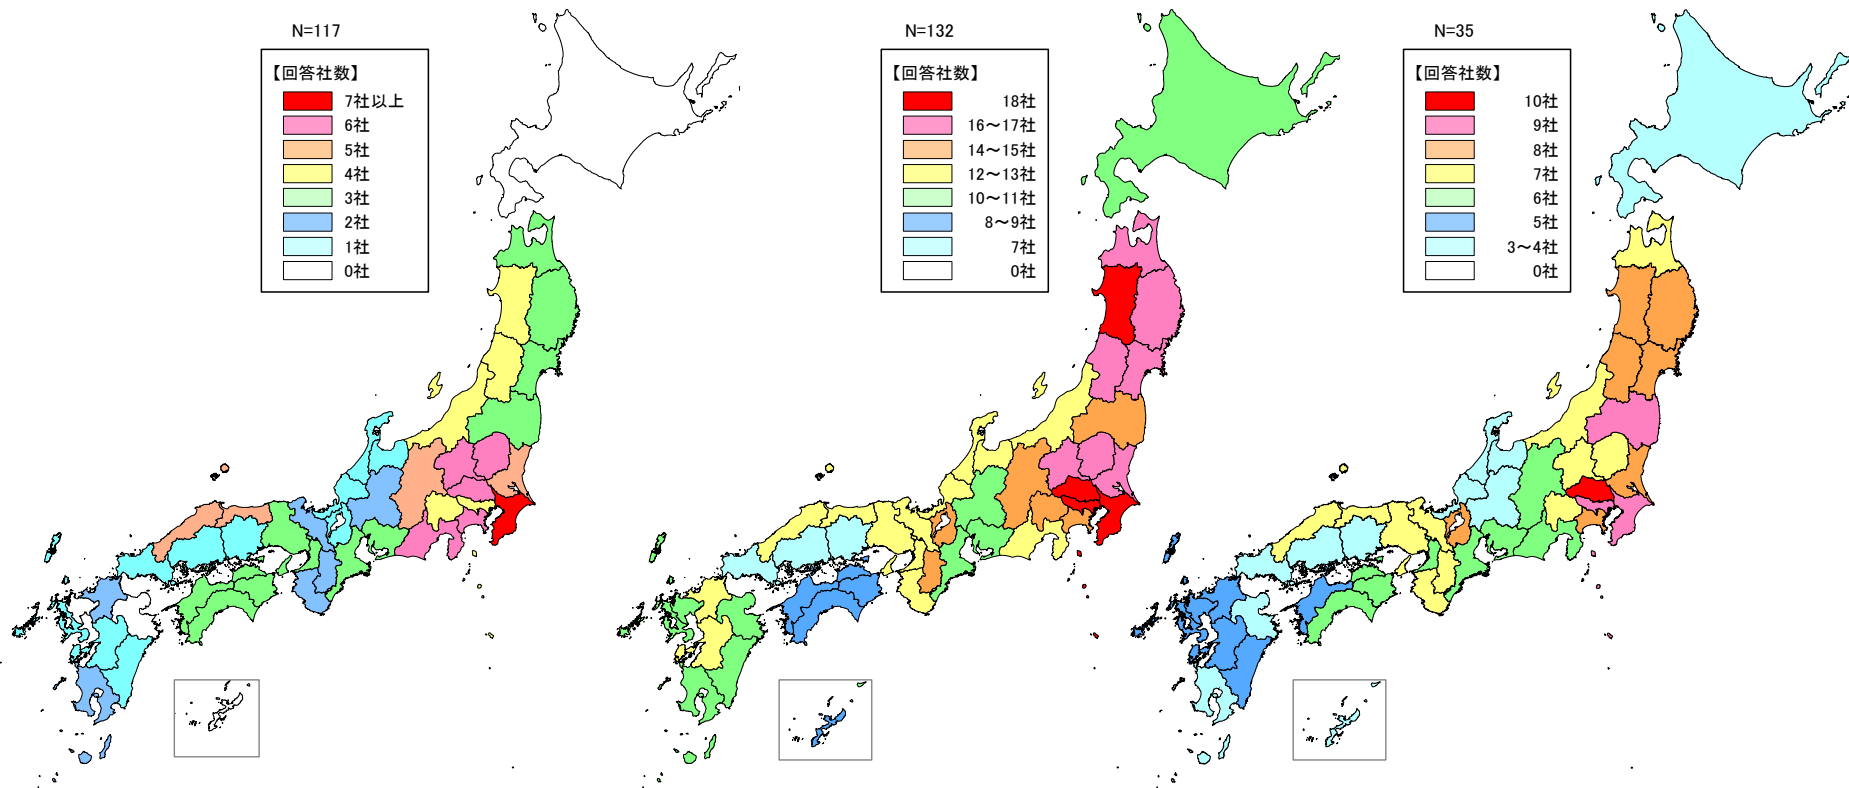 N=117
【回答社数】
7社以上
6社
5社
4社
3社
2社
1社
0社
N=132
【回答社数】
18社
16～17社
14～15社
12～13社
10～11社
8～9社
7社
0社
N=35
【回答社数】
10社
9社
8社
7社
6社
5社
3～4社
0社